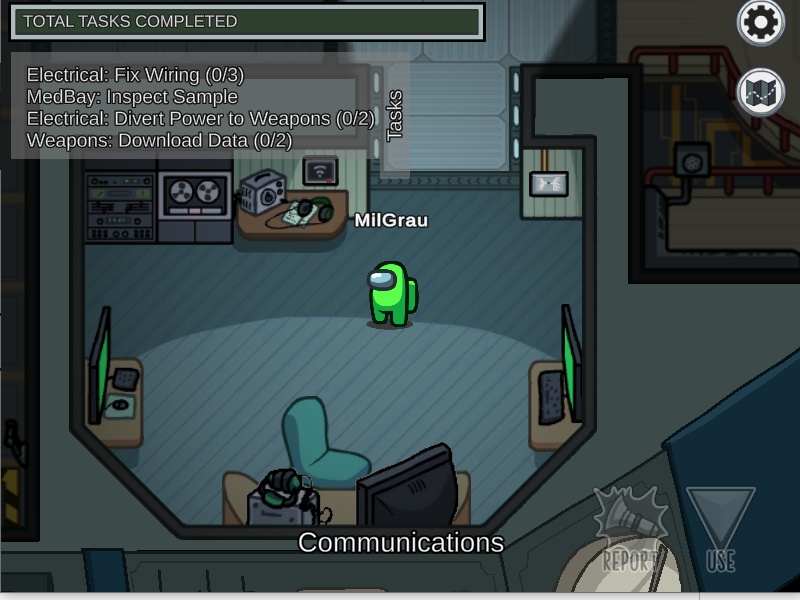 TOTAL TASKS COMPLETED
Electrical: Fix Wiring (0/3)
MedBay: Inspect Sample
Electrical: Divert Power to Weapons (0/2)
Weapons: Download Data (0/2)
Tasks
MilGrau
Communications
REPORT
USE